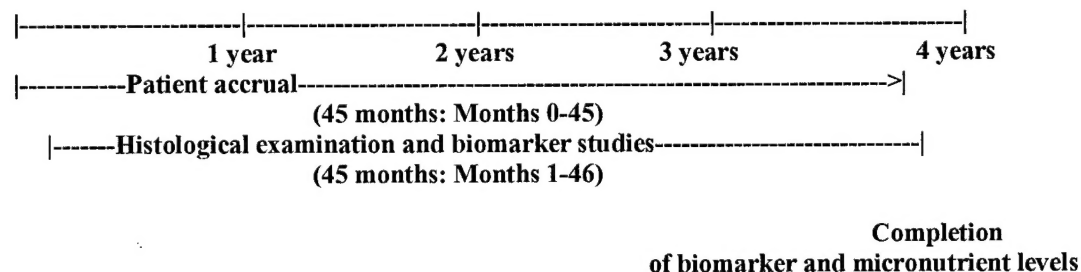 |---------------------------|----------------------------|---------------------------|-----------------------------|
1 year 2 years 3 years 4 years
|------------Patient accrual------------------------------------------------------------------>|
(45 months: Months 0-45)
|-------Histological examination and biomarker studies------------------------------|
(45 months: Months 1-46)
Completion
of biomarker and micronutrient levels